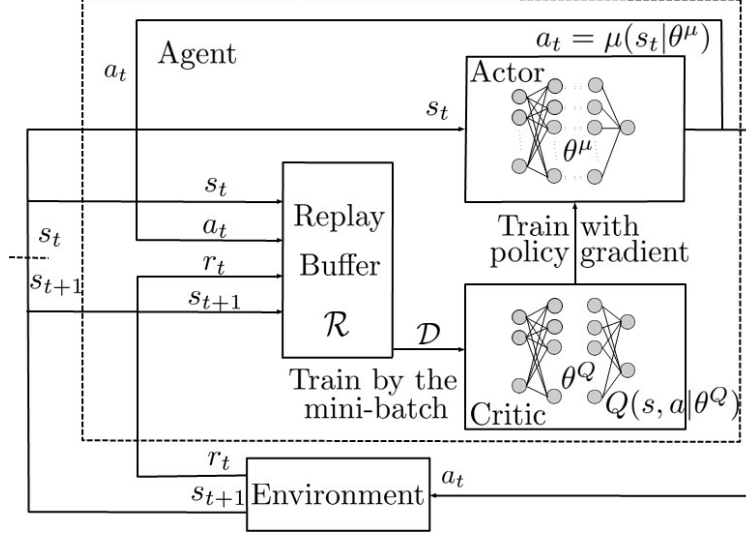 a_t = μ(s_t|θ^μ)
Agent
a_t
Actor
s_t
θ^μ
s_t
Replay
a_t
Buffer
r_t
s_{t+1}
R
s_t
s_{t+1}
Train with
policy gradient
D
Train by the
mini-batch
θ^Q
Q(s, a|θ^Q)
Critic
r_t
s_{t+1}
Environment
a_t